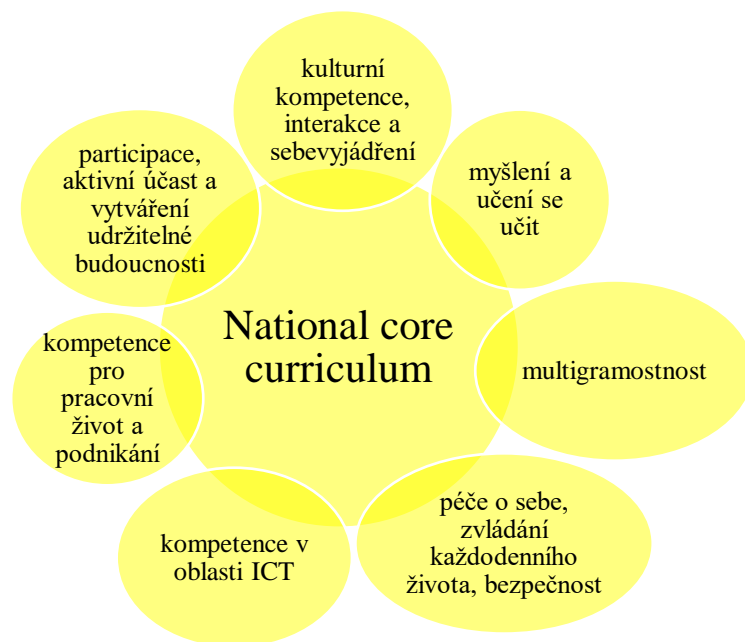 kulturní
kompetence,
interakce a
sebevyjádření
myšlení a
učení se
učit
multigramostnost
péče o sebe,
zvládání
každodenního
života, bezpečnost
kompetence v
oblasti ICT
kompetence
pro
pracovní
život a
podnikání
participace,
aktivní účast a
vytváření
udržitelné
budoucnosti
National core
curriculum